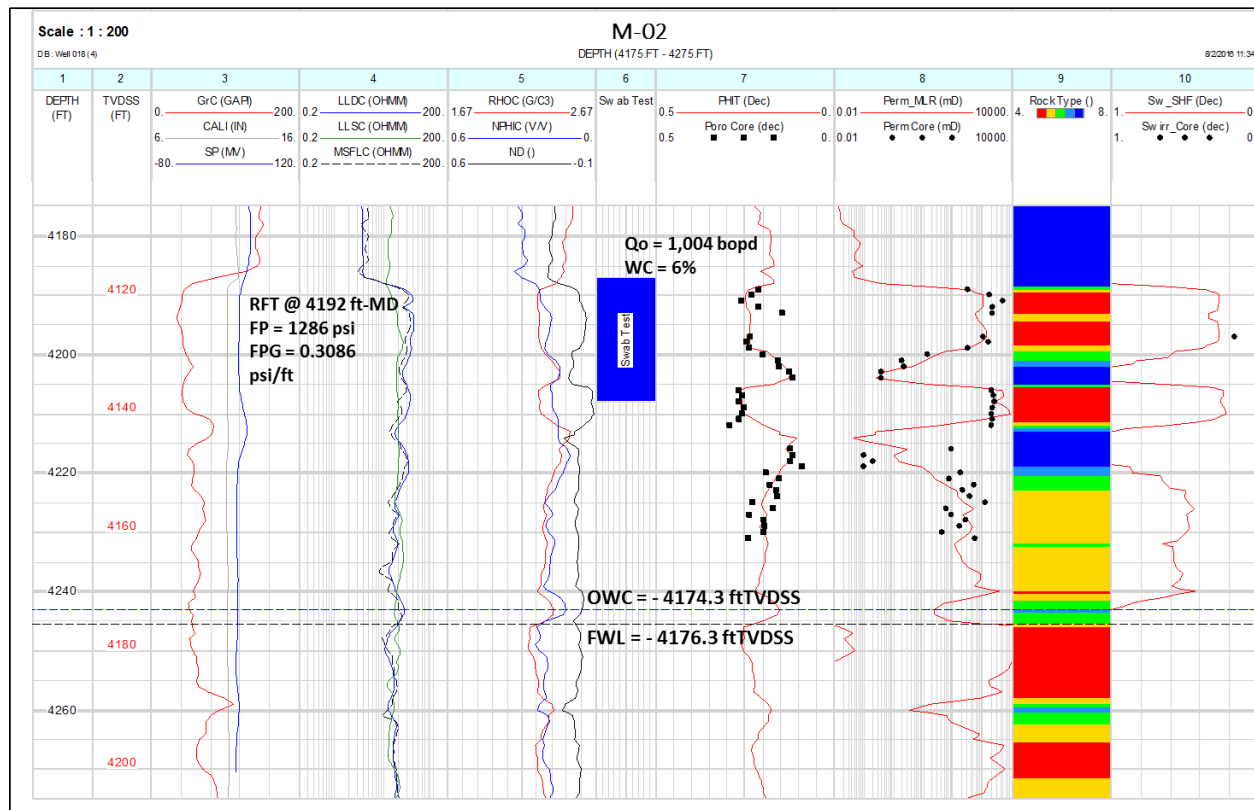 M-02
Scale : 1 : 200
DB : Well 018 (4)
DEPTH (4175.FT - 4275.FT)
8/2/2016 11:34
1 2 3 4 5 6 7 8 9 10
DEPTH (FT)
TVDSS (FT)
GrC (GAPI)
0. 200.
CALI (IN)
6. 16.
SP (MV)
-80. 120.
LLDC (OHMM)
0.2 200.
LLSC (OHMM)
0.2 200.
MSFLC (OHMM)
0.2 200.
RHOC (G/C3)
1.67 2.67
NPHIC (V/V)
0.6 0.
ND ()
0.6 -0.1
Swab Test
PHIT (Dec)
0.5 0.
Poro Core (dec)
0.5 0.
Perm_MLR (mD)
0.01 10000.
Perm Core (mD)
0.01 10000.
RockType ()
4. 8.
Sw_SHF (Dec)
1. 0
Sw irr_Core (dec)
1. 0
4180
Qo = 1,004 bopd
WC = 6%
4120
RFT @ 4192 ft-MD
FP = 1286 psi
FPG = 0.3086
psi/ft
Swab Test
4200
4140
4220
4160
4240
OWC = - 4174.3 ftTVDSS
FWL = - 4176.3 ftTVDSS
4180
4260
4200